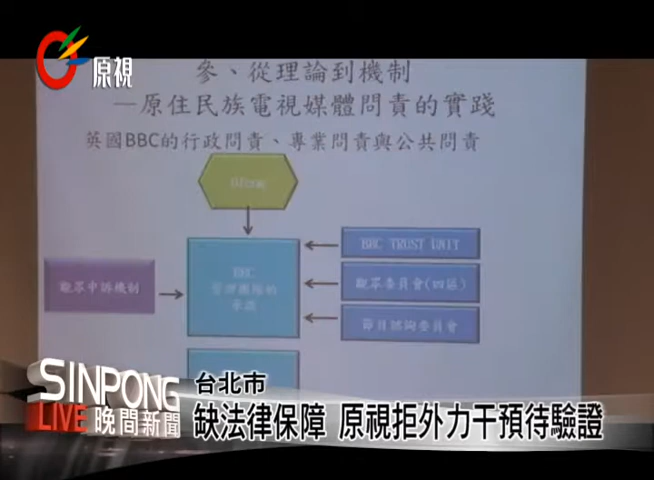 原視
參、從理論到機制
—原住民族電視媒體問責的實踐
英國BBC的行政問責、專業問責與公共問責
BBC TRUST UNIT
BBC
觀眾申訴機制
觀眾委員會(四區)
節目諮詢委員會
SINPONG
LIVE 晚間新聞
台北市
缺法律保障 原視拒外力干預待驗證